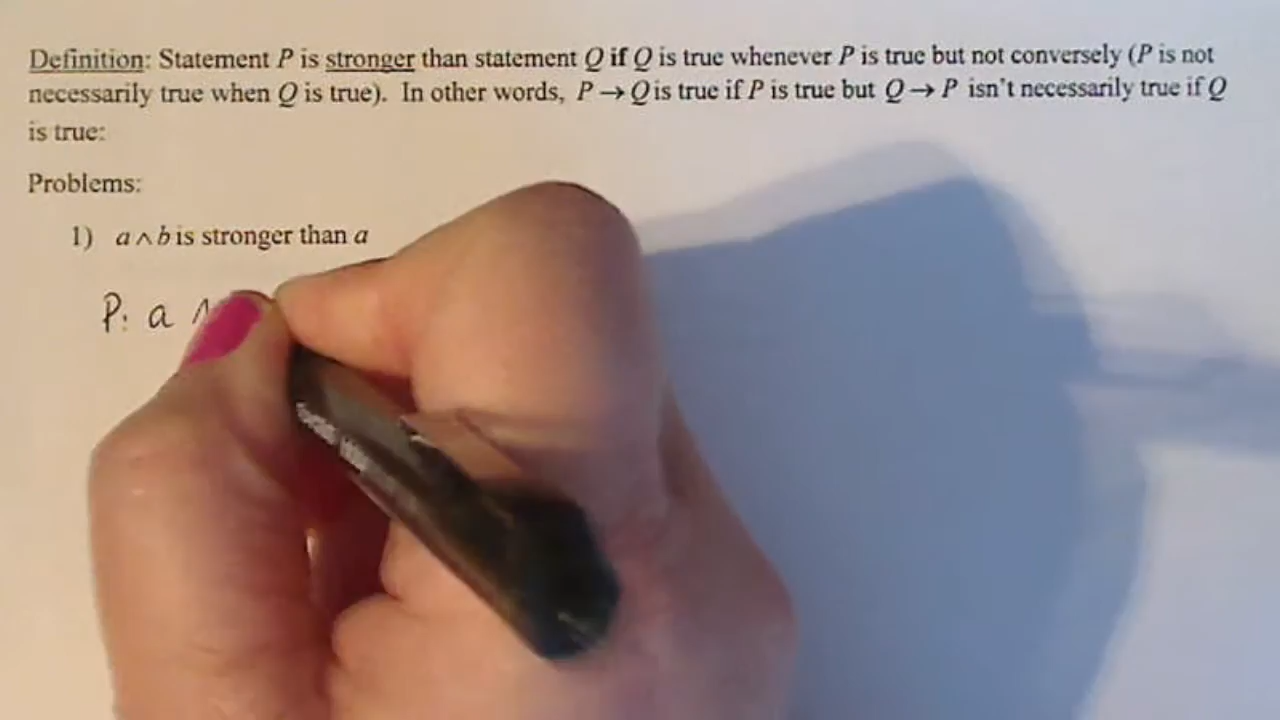 Definition: Statement P is stronger than statement Q if Q is true whenever P is true but not conversely (P is not
necessarily true when Q is true). In other words, P → Q is true if P is true but Q → P isn't necessarily true if Q
is true:
Problems:
1) a ∧ b is stronger than a
P: a ∧